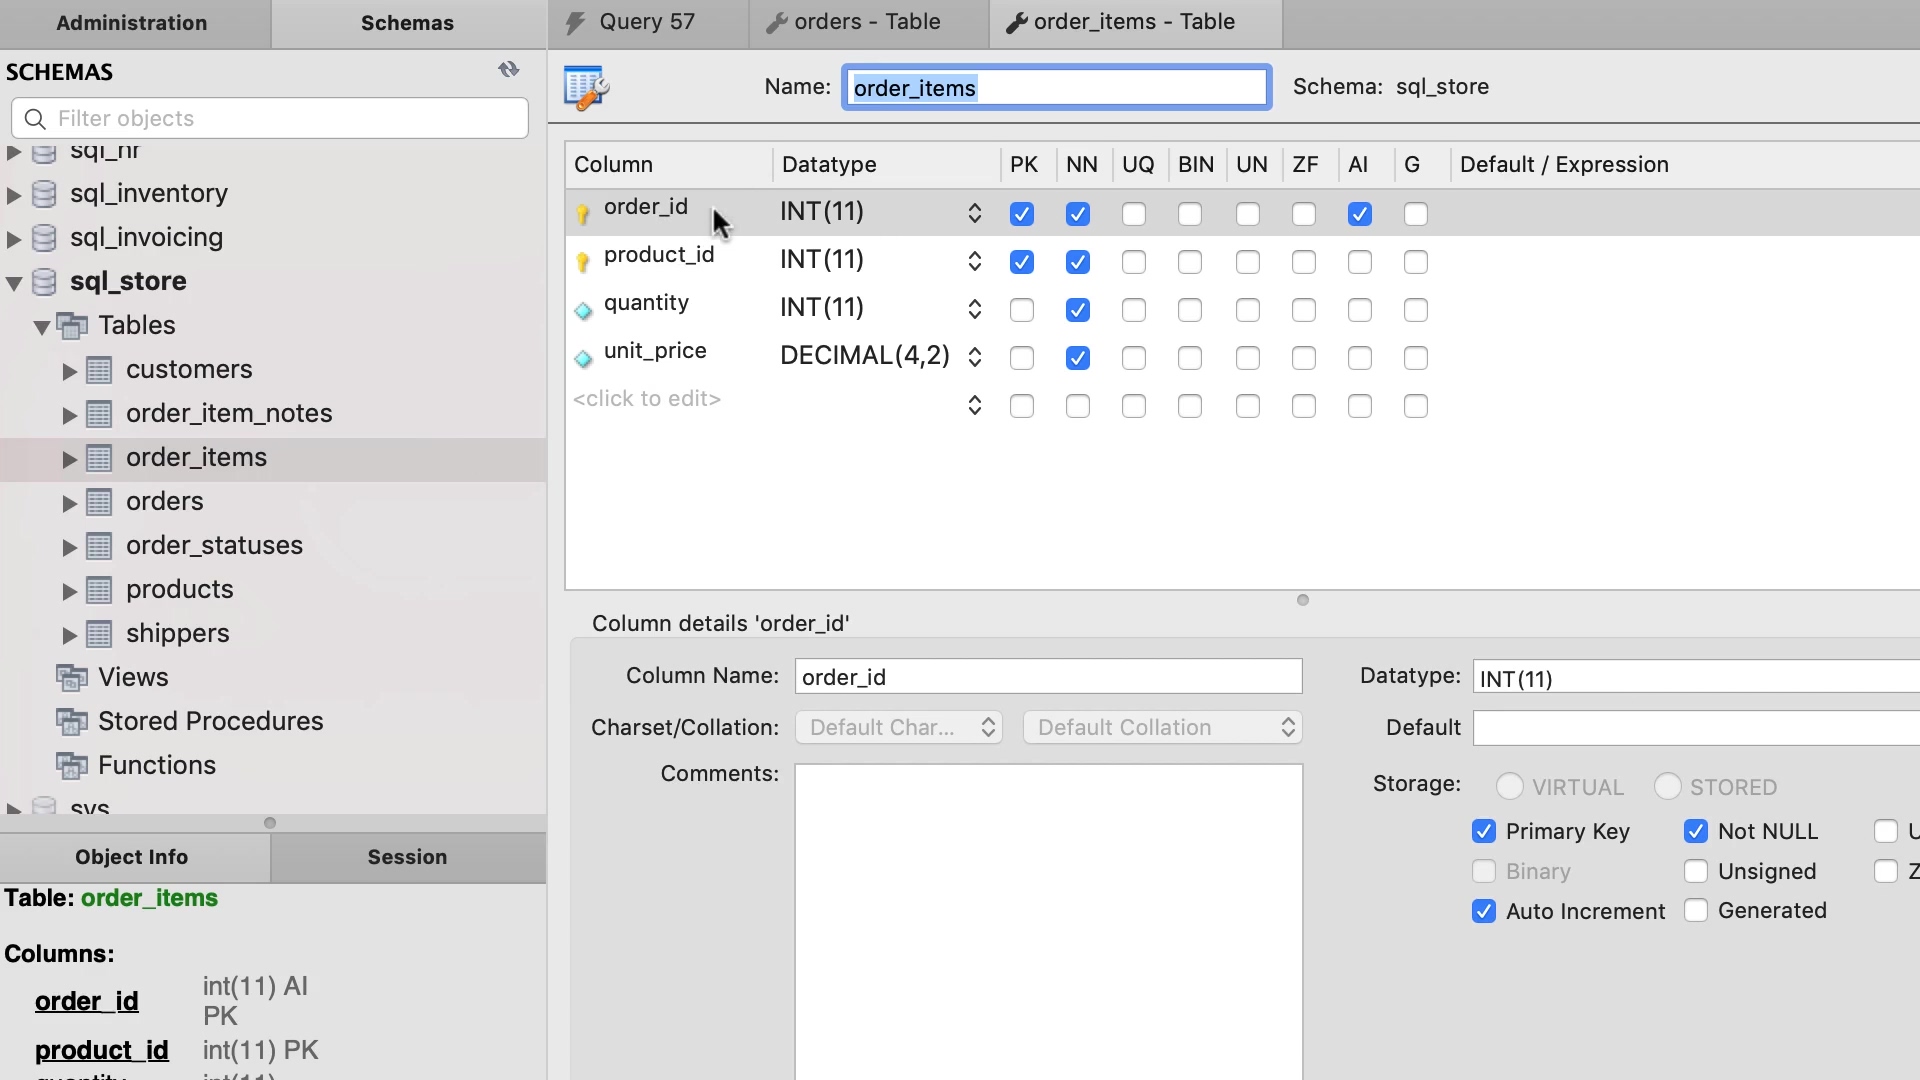 Administration
Schemas
Query 57
orders - Table
order_items - Table
SCHEMAS
Filter objects
sql_hr
sql_inventory
sql_invoicing
sql_store
Tables
customers
order_item_notes
order_items
orders
order_statuses
products
shippers
Views
Stored Procedures
Functions
sys
Object Info
Session
Table: order_items
Columns:
order_id int(11) AI
PK
product_id int(11) PK
quantity int(11)
Name: order_items Schema: sql_store
Column Datatype PK NN UQ BIN UN ZF AI G Default / Expression
order_id INT(11)
product_id INT(11)
quantity INT(11)
unit_price DECIMAL(4,2)
<click to edit>
Column details 'order_id'
Column Name: order_id Datatype: INT(11)
Charset/Collation: Default Char... Default Collation Default
Comments: Storage: VIRTUAL STORED
Primary Key Not NULL U
Binary Unsigned Z
Auto Increment Generated